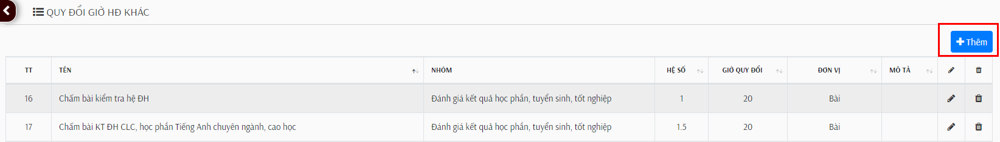 QUY ĐỔI GIỜ HĐ KHÁC
Thêm
TT TÊN NHÓM HỆ SỐ GIỜ QUY ĐỔI ĐƠN VỊ MÔ TẢ
16 Chấm bài kiểm tra hệ ĐH Đánh giá kết quả học phần, tuyển sinh, tốt nghiệp 1 20 Bài
17 Chấm bài KT ĐH CLC, học phần Tiếng Anh chuyên ngành, cao học Đánh giá kết quả học phần, tuyển sinh, tốt nghiệp 1.5 20 Bài